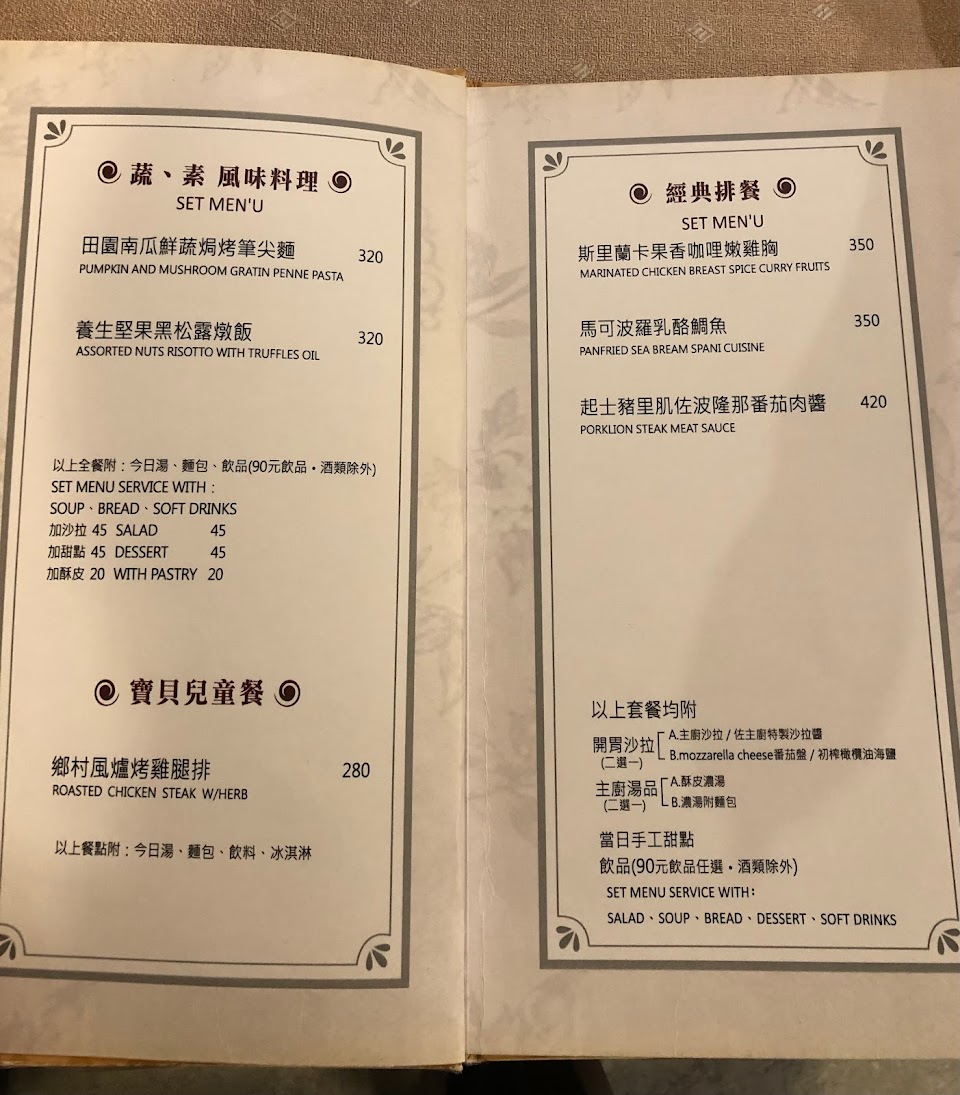 蔬、素 風味料理
SET MEN'U
田園南瓜鮮蔬焗烤筆尖麵 320
PUMPKIN AND MUSHROOM GRATIN PENNE PASTA
養生堅果黑松露燉飯 320
ASSORTED NUTS RISOTTO WITH TRUFFLES OIL
以上全餐附：今日湯、麵包、飲品(90元飲品•酒類除外)
SET MENU SERVICE WITH：
SOUP、BREAD、SOFT DRINKS
加沙拉 45 SALAD 45
加甜點 45 DESSERT 45
加酥皮 20 WITH PASTRY 20
寶貝兒童餐
鄉村風爐烤雞腿排 280
ROASTED CHICKEN STEAK W/HERB
以上餐點附：今日湯、麵包、飲料、冰淇淋
經典排餐
SET MEN'U
斯里蘭卡果香咖哩嫩雞胸 350
MARINATED CHICKEN BREAST SPICE CURRY FRUITS
馬可波羅乳酪鯛魚 350
PANFRIED SEA BREAM SPANI CUISINE
起士豬里肌佐波隆那番茄肉醬 420
PORKLION STEAK MEAT SAUCE
以上套餐均附
開胃沙拉 A.主廚沙拉 / 佐主廚特製沙拉醬
(二選一) B.mozzarella cheese番茄盤 / 初榨橄欖油海鹽
主廚湯品 A.酥皮濃湯
(二選一) B.濃湯附麵包
當日手工甜點
飲品(90元飲品任選•酒類除外)
SET MENU SERVICE WITH：
SALAD、SOUP、BREAD、DESSERT、SOFT DRINKS